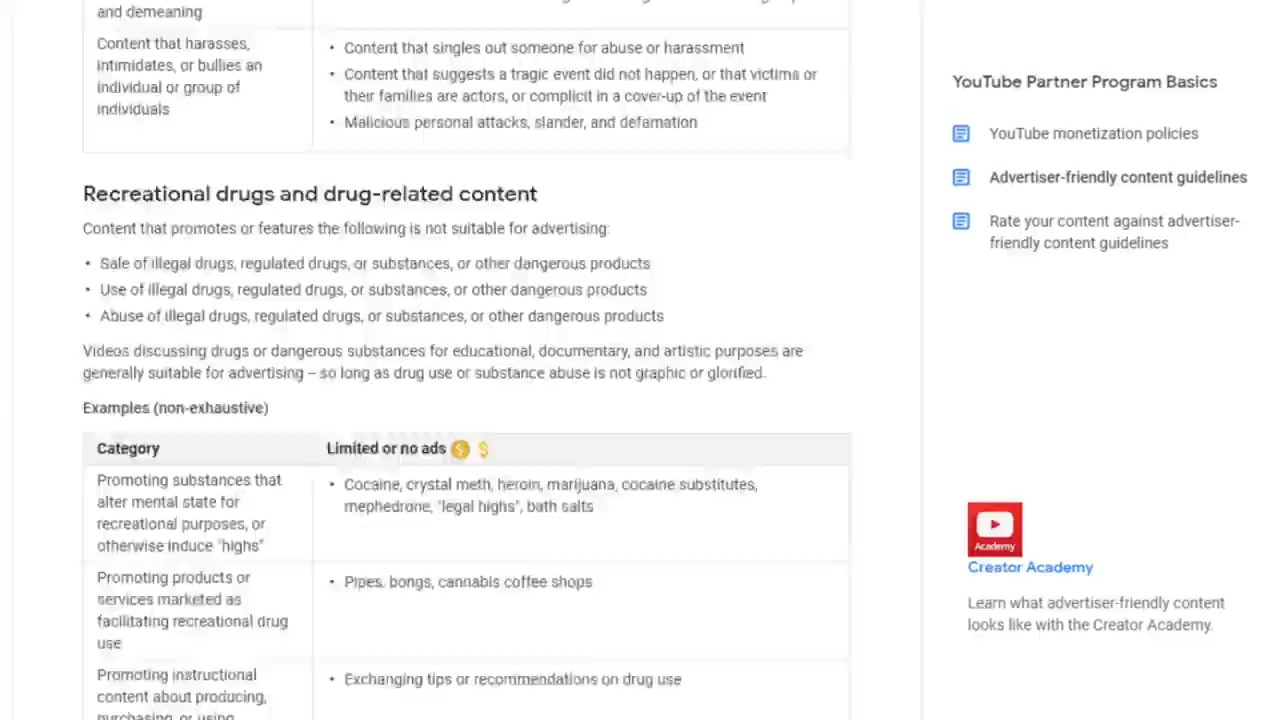 and demeaning
Content that harasses,
intimidates, or bullies an
individual or group of
individuals
• Content that singles out someone for abuse or harassment
• Content that suggests a tragic event did not happen, or that victims or
their families are actors, or complicit in a cover-up of the event
• Malicious personal attacks, slander, and defamation
Recreational drugs and drug-related content
Content that promotes or features the following is not suitable for advertising:
• Sale of illegal drugs, regulated drugs, or substances, or other dangerous products
• Use of illegal drugs, regulated drugs, or substances, or other dangerous products
• Abuse of illegal drugs, regulated drugs, or substances, or other dangerous products
Videos discussing drugs or dangerous substances for educational, documentary, and artistic purposes are
generally suitable for advertising – so long as drug use or substance abuse is not graphic or glorified.
Examples (non-exhaustive)
Category
Limited or no ads
Promoting substances that
alter mental state for
recreational purposes, or
otherwise induce "highs"
• Cocaine, crystal meth, heroin, marijuana, cocaine substitutes,
mephedrone, "legal highs", bath salts
Promoting products or
services marketed as
facilitating recreational drug
use
• Pipes, bongs, cannabis coffee shops
Promoting instructional
content about producing,
purchasing, or using
• Exchanging tips or recommendations on drug use
YouTube Partner Program Basics
YouTube monetization policies
Advertiser-friendly content guidelines
Rate your content against advertiser-
friendly content guidelines
Academy
Creator Academy
Learn what advertiser-friendly content
looks like with the Creator Academy.